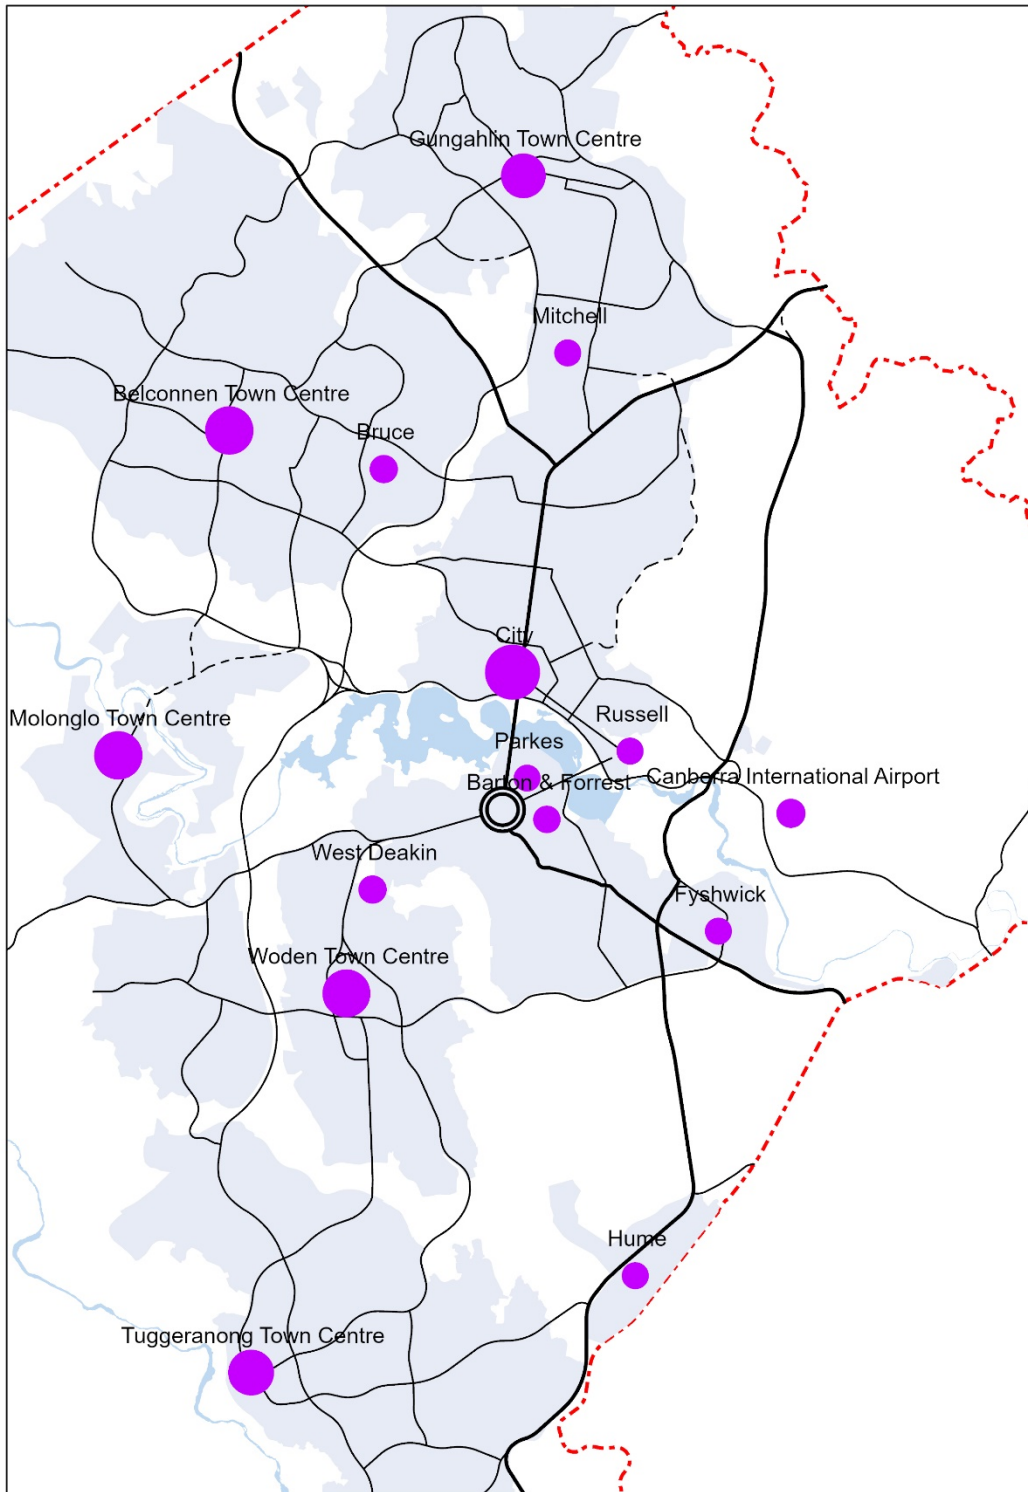 Gungahlin Town Centre
Mitchell
Belconnen Town Centre
Bruce
City
Molonglo Town Centre
Russell
Parkes
Canberra International Airport
Barton & Forrest
West Deakin
Fyshwick
Woden Town Centre
Hume
Tuggeranong Town Centre